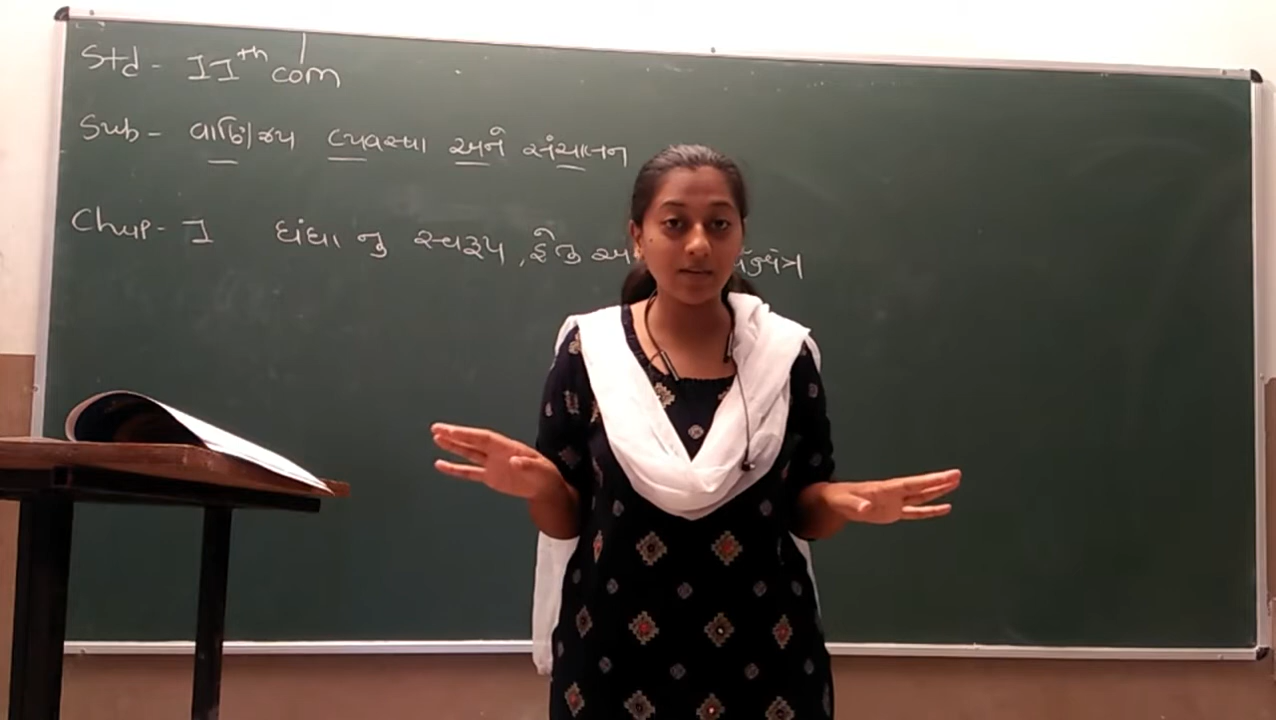 Std - 11th com
Sub - વાણિજ્ય વ્યવસ્થા અને સંચાલન
Chap - 1 ધંધા નુ સ્વરૂપ, હેતુ